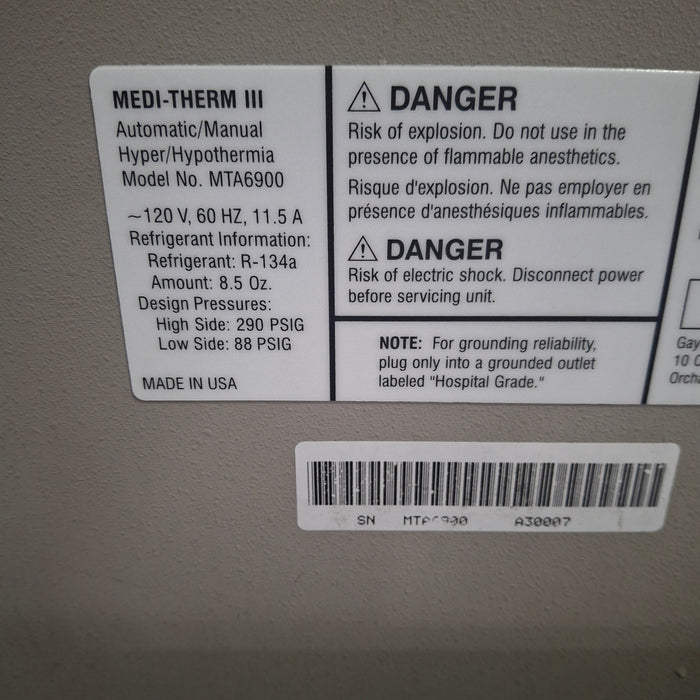 MEDI-THERM III
Automatic/Manual
Hyper/Hypothermia
Model No. MTA6900
~120 V, 60 HZ, 11.5 A
Refrigerant Information:
Refrigerant: R-134a
Amount: 8.5 Oz.
Design Pressures:
High Side: 290 PSIG
Low Side: 88 PSIG
MADE IN USA
⚠ DANGER
Risk of explosion. Do not use in the
presence of flammable anesthetics.
Risque d'explosion. Ne pas employer en
présence d'anesthésiques inflammables.
⚠ DANGER
Risk of electric shock. Disconnect power
before servicing unit.
NOTE: For grounding reliability,
plug only into a grounded outlet
labeled "Hospital Grade."
Gay
10
Orch
SN A30007